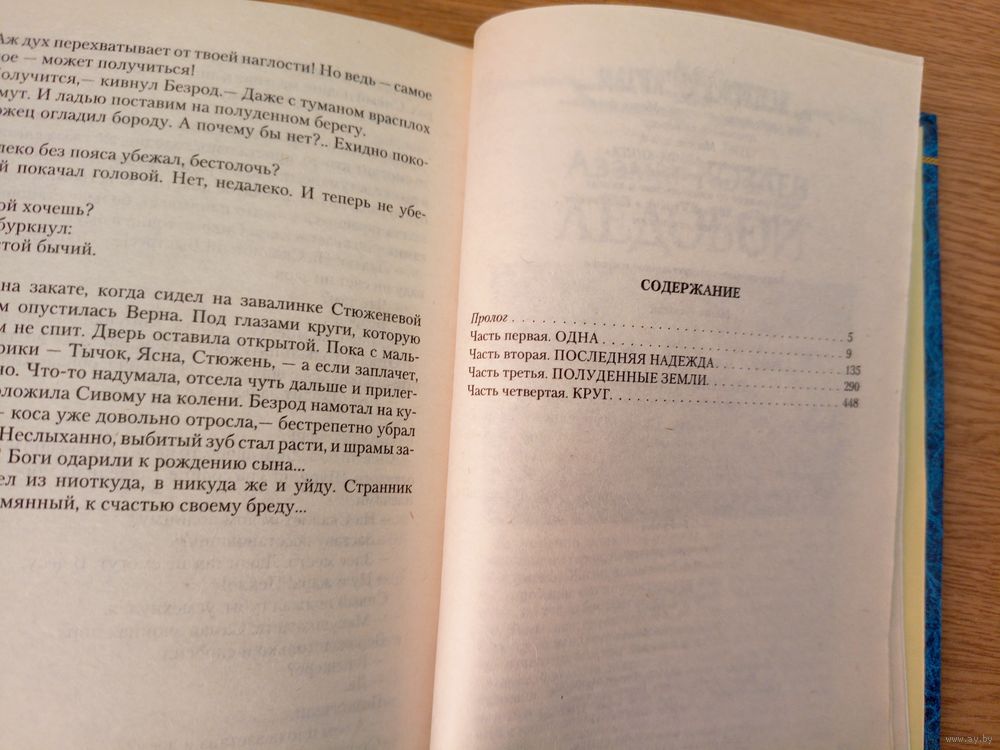 Аж дух перехватывает от твоей наглости! Но ведь — самое
ое — может получиться!
олучится,— кивнул Безрод.— Даже с туманом врасплох
мут. И ладью поставим на полуденном берегу.
ожец огладил бороду. А почему бы нет?.. Ехидно поко-
леко без пояса убежал, бестолочь?
й покачал головой. Нет, недалеко. И теперь не убе-
ой хочешь?
буркнул:
стой бычий.
на закате, когда сидел на завалинке Стюженевой
м опустилась Верна. Под глазами круги, которую
м не спит. Дверь оставила открытой. Пока с маль-
рики — Тычок, Ясна, Стюжень, — а если заплачет,
но. Что-то надумала, отсела чуть дальше и прилег-
оложила Сивому на колени. Безрод намотал на ку-
— коса уже довольно отросла,— бестрепетно убрал
Неслыханно, выбитый зуб стал расти, и шрамы за-
! Боги одарили к рождению сына...
ел из ниоткуда, в никуда же и уйду. Странник
мянный, к счастью своему бреду...
СОДЕРЖАНИЕ
Пролог . . . . . . . . . . . . . . . . . . . . . . . . . . . . . . 5
Часть первая. ОДНА . . . . . . . . . . . . . . . . . . . . . . 9
Часть вторая. ПОСЛЕДНЯЯ НАДЕЖДА. . . . . . . . . . . . 135
Часть третья. ПОЛУДЕННЫЕ ЗЕМЛИ. . . . . . . . . . . . . 290
Часть четвертая. КРУГ. . . . . . . . . . . . . . . . . . . . . 448
www.ay.by